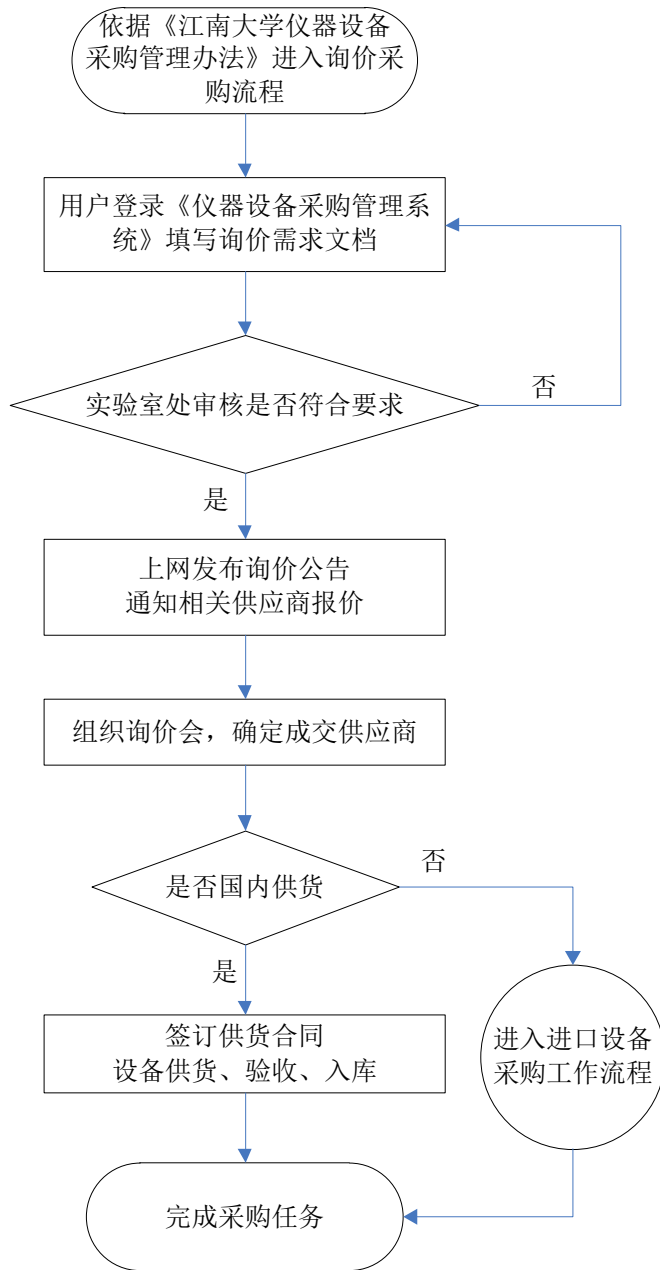 依据《江南大学仪器设备
采购管理办法》进入询价采
购流程
用户登录《仪器设备采购管理系
统》填写询价需求文档
实验室处审核是否符合要求
否
是
上网发布询价公告
通知相关供应商报价
组织询价会，确定成交供应商
是否国内供货
否
是
签订供货合同
设备供货、验收、入库
进入进口设备
采购工作流程
完成采购任务